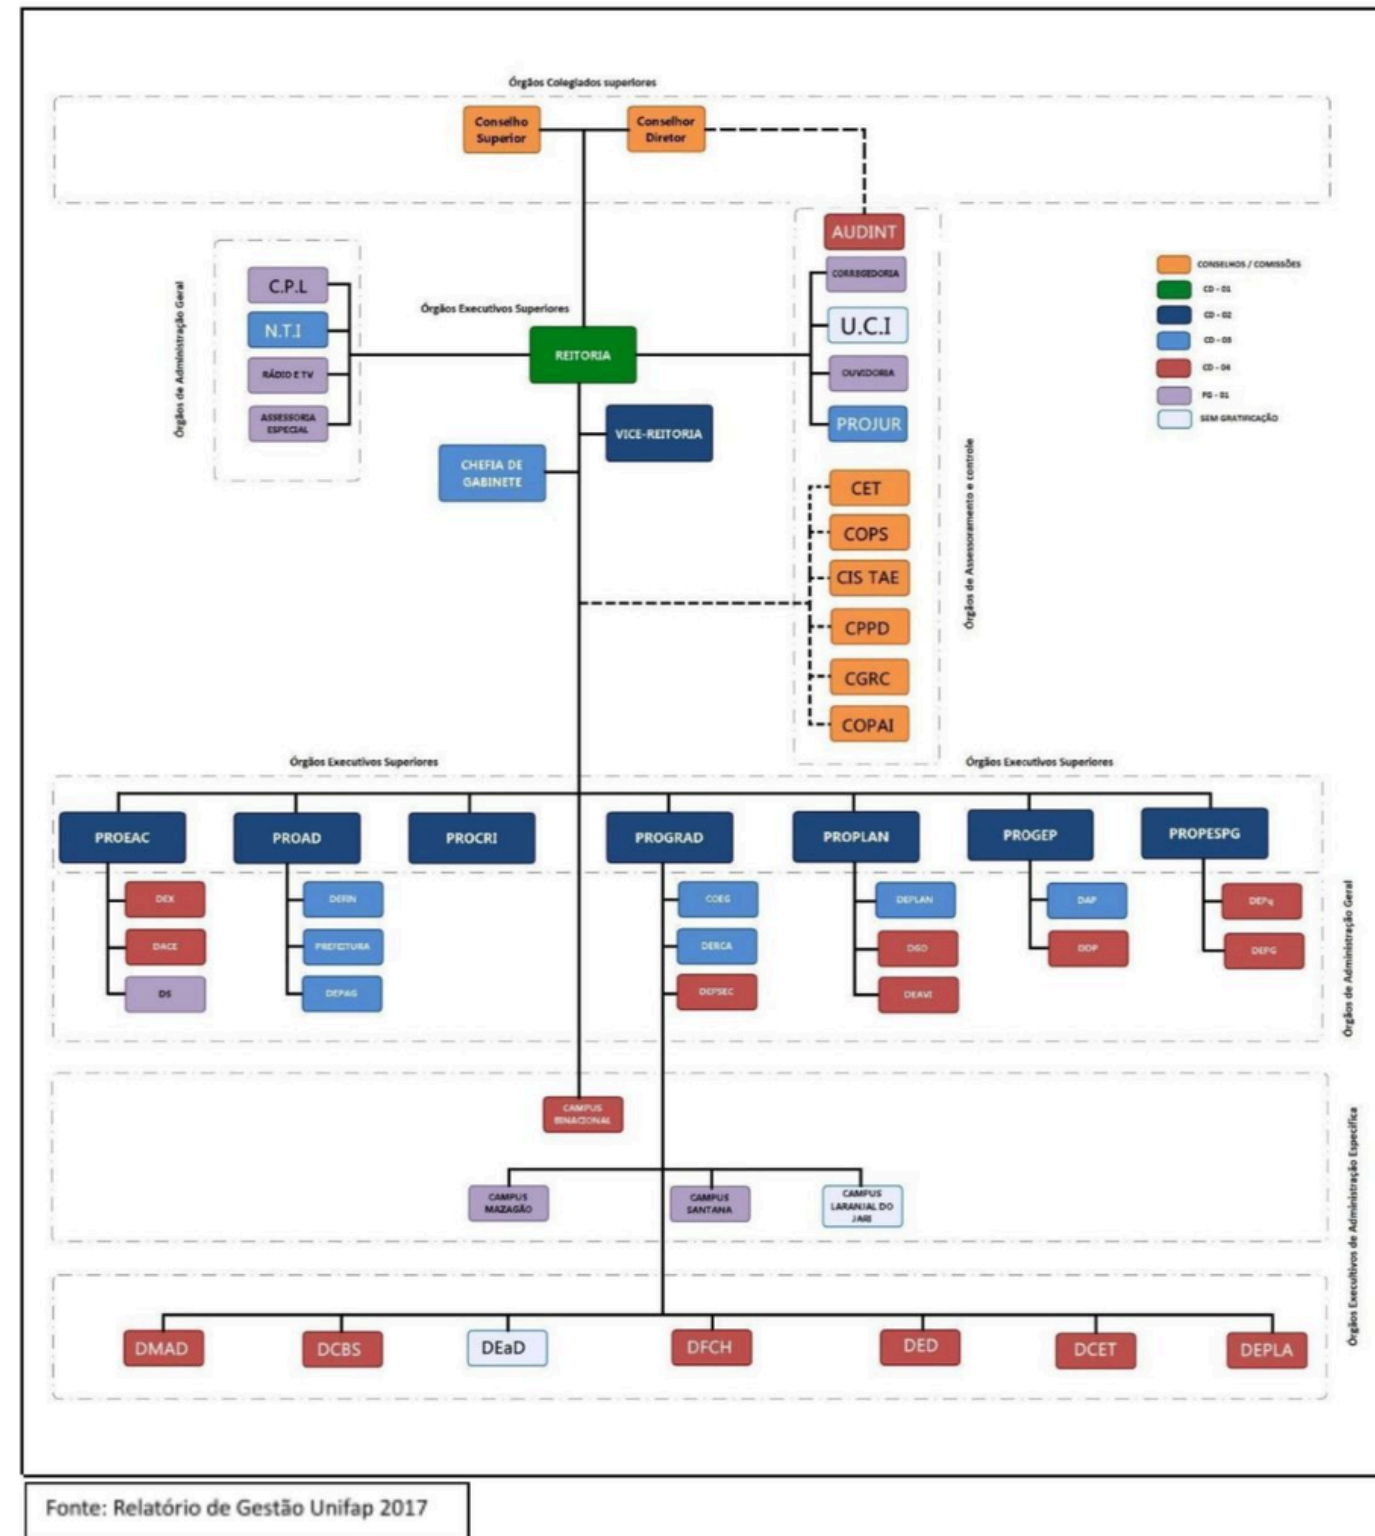 Órgãos Colegiados superiores
Conselho
Superior
Conselhor
Diretor
AUDINT
CORREGEDORIA
U.C.I
OUVIDORIA
PROJUR
Órgãos de Administração Geral
C.P.L
N.T.I
RÁDIO E TV
ASSESSORIA
ESPECIAL
Órgãos Executivos Superiores
REITORIA
VICE-REITORIA
CHEFIA DE
GABINETE
CONSELHOS / COMISSÕES
CD - 01
CD - 02
CD - 03
CD - 04
FG - 01
SEM GRATIFICAÇÃO
CET
COPS
CIS TAE
CPPD
CGRC
COPAI
Órgãos de Assessoramento e controle
Órgãos Executivos Superiores
Órgãos Executivos Superiores
PROEAC
PROAD
PROCRI
PROGRAD
PROPLAN
PROGEP
PROPESPG
DEX
DACE
DS
DEFIN
PREFEITURA
DEPAG
COEG
DERCA
DEFSEC
DEPLAN
DGO
DEAVI
DAP
DDP
DEPq
DEPG
Órgãos de Administração Geral
CAMPUS
BINACIONAL
CAMPUS
MAZAGÃO
CAMPUS
SANTANA
CAMPUS
LARANJAL DO
JARI
Órgãos Executivos de Administração Especifica
DMAD
DCBS
DEaD
DFCH
DED
DCET
DEPLA
Fonte: Relatório de Gestão Unifap 2017